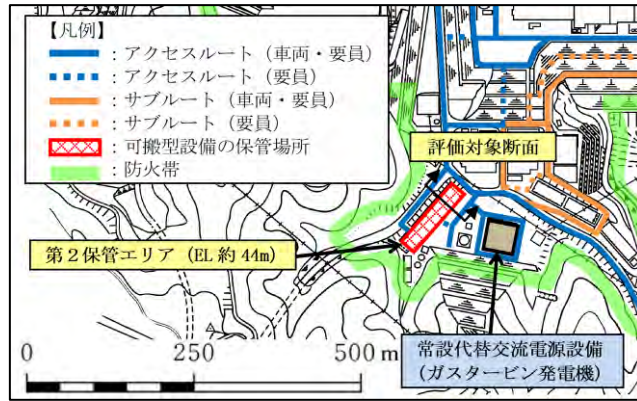 【凡例】
：アクセスルート（車両・要員）
：アクセスルート（要員）
：サブルート（車両・要員）
：サブルート（要員）
：可搬型設備の保管場所
：防火帯
評価対象断面
第２保管エリア（EL 約 44m）
常設代替交流電源設備
（ガスタービン発電機）
0 250 500 m